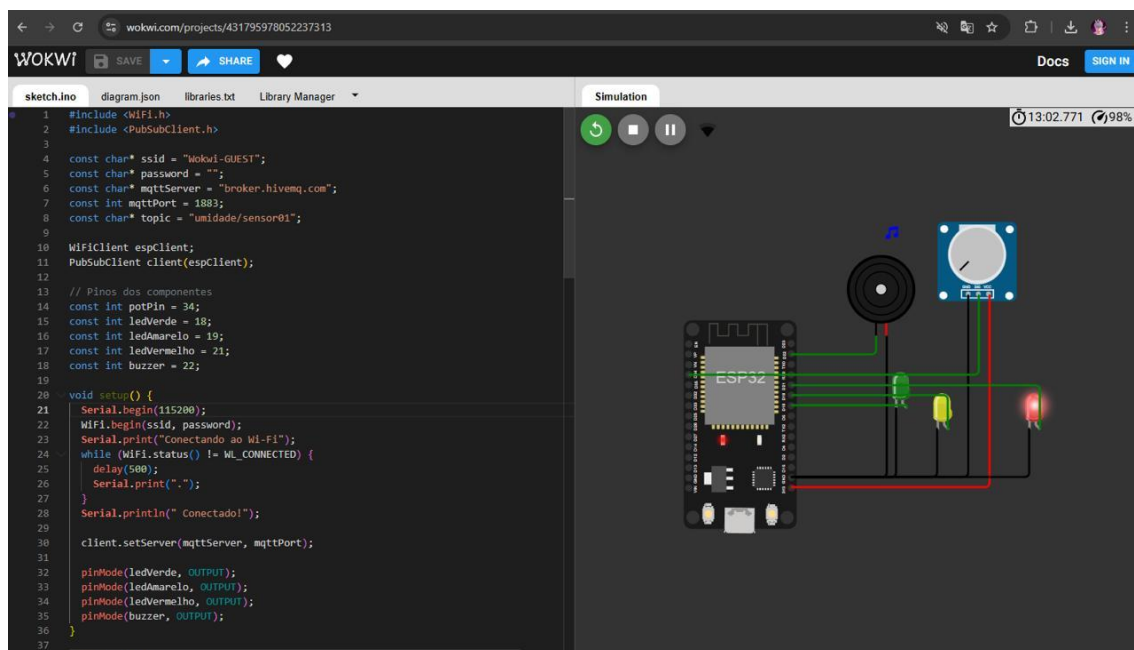 wokwi.com/projects/431795978052237313
WOKWi SAVE SHARE Docs SIGN IN
sketch.ino diagram.json libraries.txt Library Manager
1 #include <WiFi.h>
2 #include <PubSubClient.h>
3
4 const char* ssid = "Wokwi-GUEST";
5 const char* password = "";
6 const char* mqttServer = "broker.hivemq.com";
7 const int mqttPort = 1883;
8 const char* topic = "umidade/sensor01";
9
10 WiFiClient espClient;
11 PubSubClient client(espClient);
12
13 // Pinos dos componentes
14 const int potPin = 34;
15 const int ledVerde = 18;
16 const int ledAmarelo = 19;
17 const int ledVermelho = 21;
18 const int buzzer = 22;
19
20 void setup() {
21 Serial.begin(115200);
22 WiFi.begin(ssid, password);
23 Serial.print("Conectando ao Wi-Fi");
24 while (WiFi.status() != WL_CONNECTED) {
25 delay(500);
26 Serial.print(".");
27 }
28 Serial.println(" Conectado!");
29
30 client.setServer(mqttServer, mqttPort);
31
32 pinMode(ledVerde, OUTPUT);
33 pinMode(ledAmarelo, OUTPUT);
34 pinMode(ledVermelho, OUTPUT);
35 pinMode(buzzer, OUTPUT);
36 }
37
Simulation
13:02.771 98%
ESP32